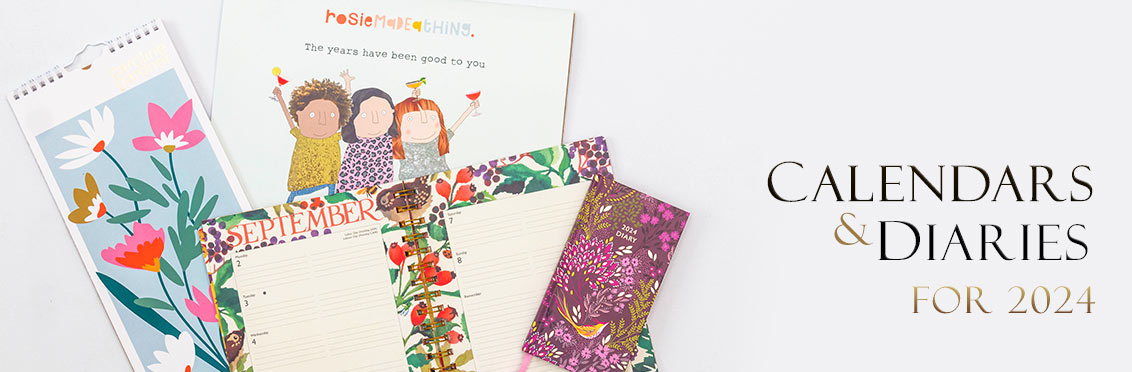 rosieMADEatHiNG.
The years have been good to you
SEPTEMBER
Monday
2
Tuesday
3
Wednesday
4
Saturday
7
Sunday
8
Remember
2024
DIARY
CALENDARS
& DIARIES
FOR 2024